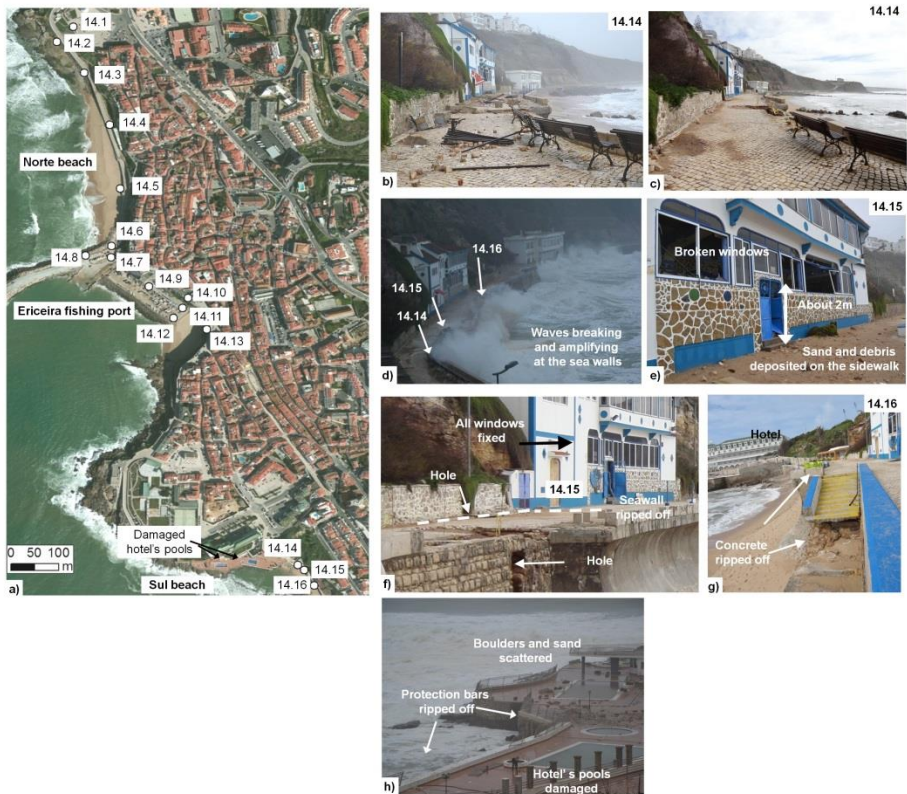 14.1
14.2
14.3
14.4
Norte beach
14.5
14.6
14.8
14.7
14.9
14.10
Ericeira fishing port
14.11
14.12
14.13
Damaged
hotel's pools
14.14
0 50 100
m
14.15
Sul beach
14.16
a)
14.14
b)
14.14
c)
14.16
14.15
14.14
Waves breaking
and amplifying
at the sea walls
d)
14.15
Broken windows
About 2m
Sand and debris
deposited on the sidewalk
e)
All windows
fixed
Hole
14.15
Seawall
ripped off
Hole
f)
14.16
Hotel
Concrete
ripped off
g)
Boulders and sand
scattered
Protection bars
ripped off
Hotel' s pools
damaged
h)